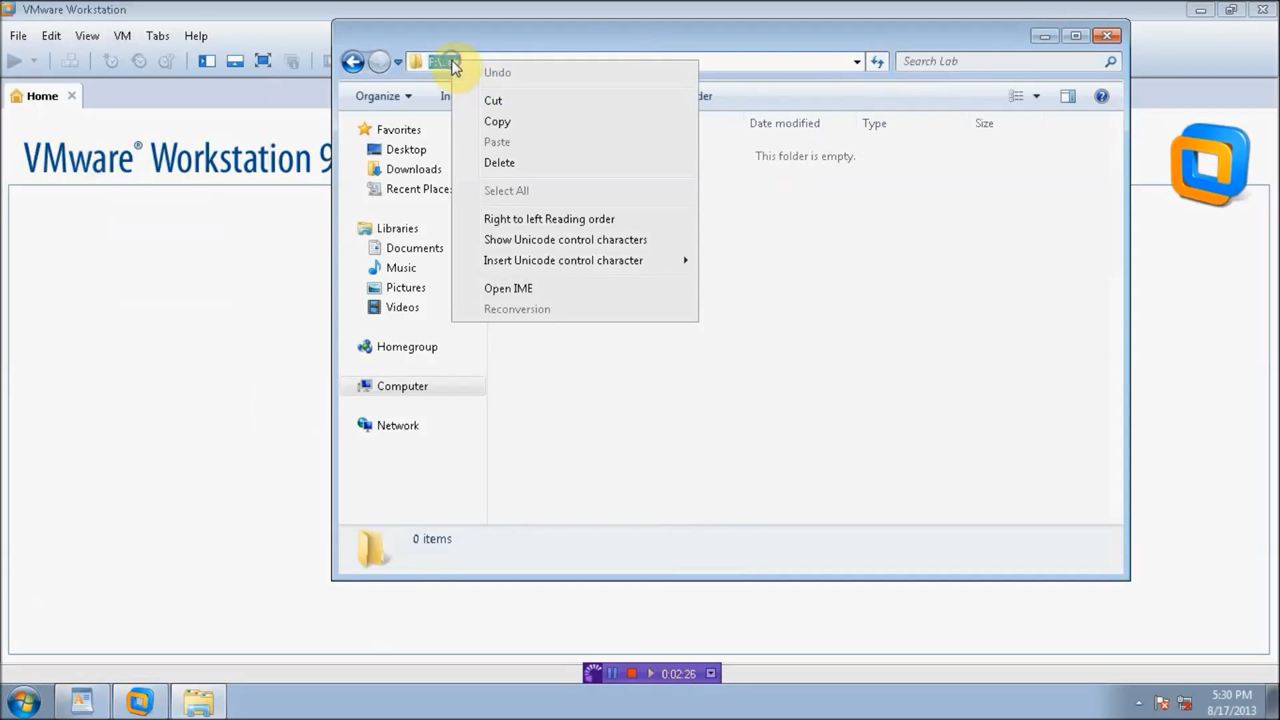 VMware Workstation
File Edit View VM Tabs Help
Home
VMware® Workstation 9
Search Lab
Organize
In
der
Undo
Cut
Copy
Paste
Delete
Select All
Right to left Reading order
Show Unicode control characters
Insert Unicode control character
Open IME
Reconversion
Favorites
Desktop
Downloads
Recent Place
Libraries
Documents
Music
Pictures
Videos
Homegroup
Computer
Network
Date modified Type Size
This folder is empty.
0 items
0:02:26
5:30 PM
8/17/2013